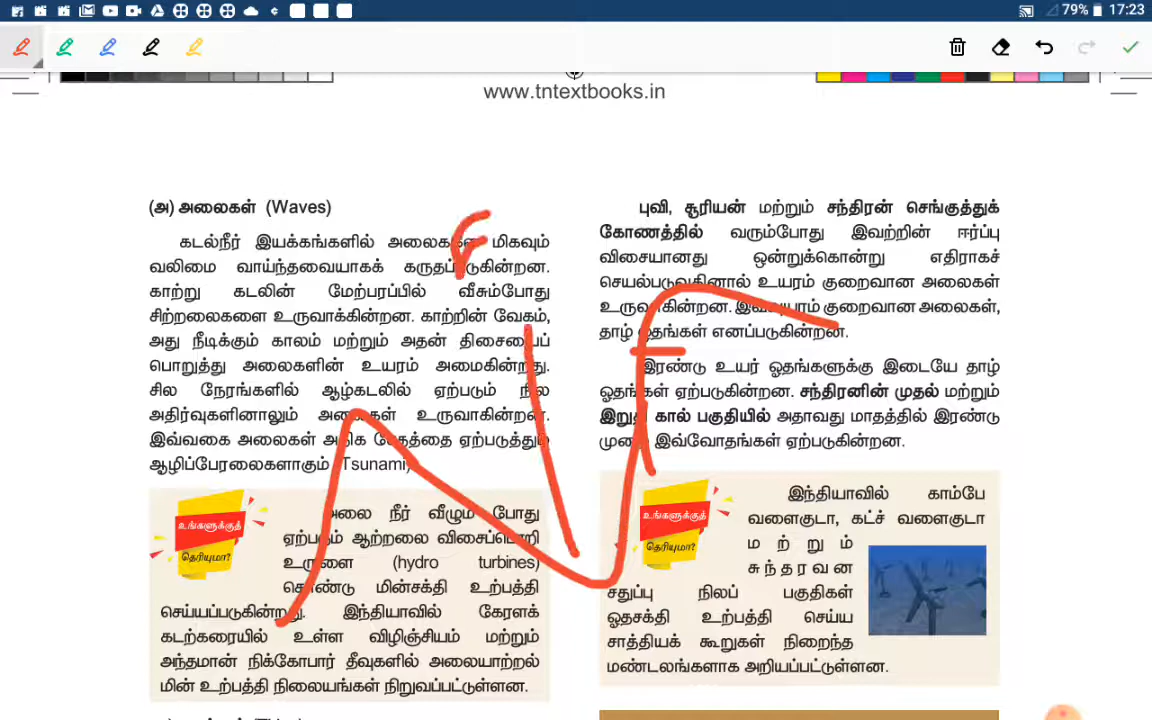 79% 17:23
www.tntextbooks.in
(அ) அலைகள் (Waves)
கடல்நீர் இயக்கங்களில் மிகவும்
வலிமை வாய்ந்தவையாகக் கருதப்படுகின்றன.
காற்று கடலின் மேற்பரப்பில் வீசும்போது
சிற்றலைகளை உருவாக்கின்றன. காற்றின் வேகம்,
அது நீடிக்கும் காலம் மற்றும் அதன் திசையைப்
பொறுத்து அலைகளின் உயரம் அமைகின்றது.
சில நேரங்களில் ஆழ்கடலில் ஏற்படும் நில
அதிர்வுகளினாலும் அலைகள் உருவாகின்றன.
இவ்வகை அலைகள் அதிக வேகத்தை ஏற்படுத்தும்
ஆழிப்பேரலைகளாகும் (Tsunami)
உங்களுக்குத்
தெரியுமா?
அலை நீர் வீழும் போது
ஏற்படும் ஆற்றலை விசைப்பொறி
உருளை (hydro turbines)
கொண்டு மின்சக்தி உற்பத்தி
செய்யப்படுகின்றது. இந்தியாவில் கேரளக்
கடற்கரையில் உள்ள விழிஞ்சியம் மற்றும்
அந்தமான் நிக்கோபார் தீவுகளில் அலையாற்றல்
மின் உற்பத்தி நிலையங்கள் நிறுவப்பட்டுள்ளன.
புவி, சூரியன் மற்றும் சந்திரன் செங்குத்துக்
கோணத்தில் வரும்போது இவற்றின் ஈர்ப்பு
விசையானது ஒன்றுக்கொன்று எதிராகச்
செயல்படுவதினால் உயரம் குறைவான அலைகள்
உருவாகின்றன. இவ்வுயரம் குறைவான அலைகள்,
தாழ் ஓதங்கள் எனப்படுகின்றன.
இரண்டு உயர் ஓதங்களுக்கு இடையே தாழ்
ஓதங்கள் ஏற்படுகின்றன. சந்திரனின் முதல் மற்றும்
இறுதி கால் பகுதியில் அதாவது மாதத்தில் இரண்டு
முறை இவ்வோதங்கள் ஏற்படுகின்றன.
உங்களுக்குத்
தெரியுமா?
இந்தியாவில் காம்பே
வளைகுடா, கட்ச் வளைகுடா
மற்றும்
சுந்தரவன
சதுப்பு நிலப் பகுதிகள்
ஓதசக்தி உற்பத்தி செய்ய
சாத்தியக் கூறுகள் நிறைந்த
மண்டலங்களாக அறியப்பட்டுள்ளன.